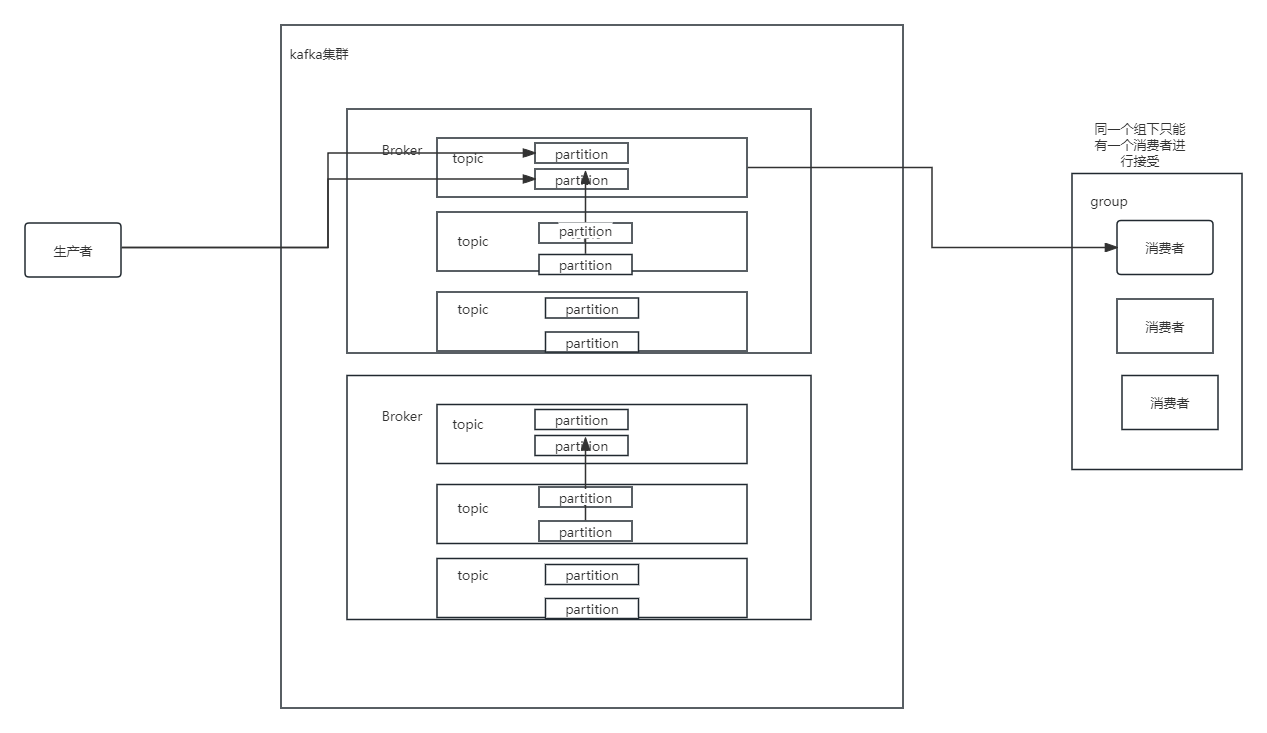 kafka集群
Broker
topic
partition
partition
topic
partition
partition
topic
partition
partition
Broker
topic
partition
partition
topic
partition
partition
topic
partition
partition
生产者
同一个组下只能
有一个消费者进
行接受
group
消费者
消费者
消费者